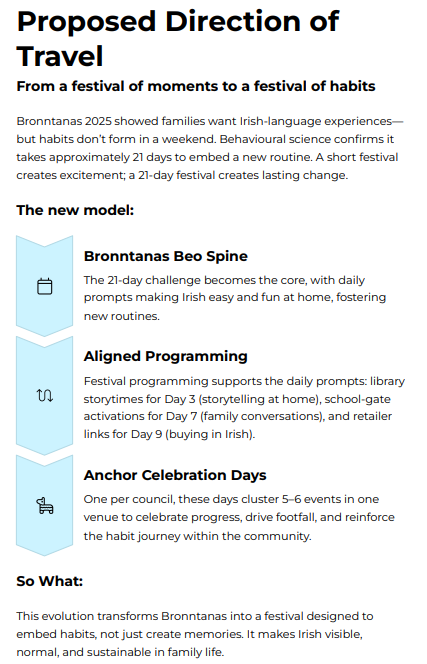 Proposed Direction of
Travel
From a festival of moments to a festival of habits
Bronntanas 2025 showed families want Irish-language experiences—
but habits don't form in a weekend. Behavioural science confirms it
takes approximately 21 days to embed a new routine. A short festival
creates excitement; a 21-day festival creates lasting change.
The new model:
Bronntanas Beo Spine
The 21-day challenge becomes the core, with daily
prompts making Irish easy and fun at home, fostering
new routines.
Aligned Programming
Festival programming supports the daily prompts: library
storytimes for Day 3 (storytelling at home), school-gate
activations for Day 7 (family conversations), and retailer
links for Day 9 (buying in Irish).
Anchor Celebration Days
One per council, these days cluster 5–6 events in one
venue to celebrate progress, drive footfall, and reinforce
the habit journey within the community.
So What:
This evolution transforms Bronntanas into a festival designed to
embed habits, not just create memories. It makes Irish visible,
normal, and sustainable in family life.